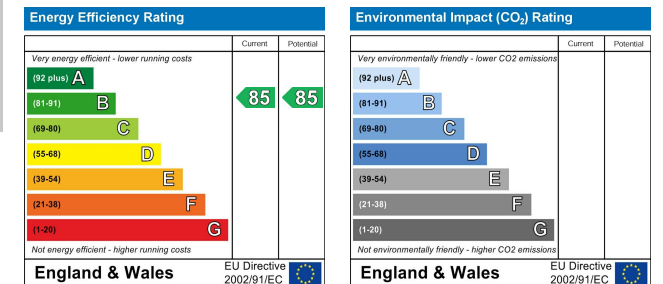 Energy Efficiency Rating
Current Potential
Very energy efficient - lower running costs
(92 plus) A
(81-91) B
85 85
(69-80) C
(55-68) D
(39-54) E
(21-38) F
(1-20) G
Not energy efficient - higher running costs
England & Wales
EU Directive
2002/91/EC
Environmental Impact (CO₂) Rating
Current Potential
Very environmentally friendly - lower CO2 emissions
(92 plus) A
(81-91) B
(69-80) C
(55-68) D
(39-54) E
(21-38) F
(1-20) G
Not environmentally friendly - higher CO2 emissions
England & Wales
EU Directive
2002/91/EC